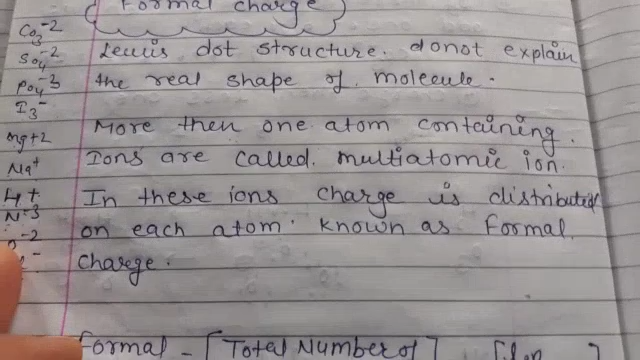 Formal charge
CO3-2
Lewis dot structure. donot explain
SO4-2
the real shape of molecule.
PO4-3
I3-
More then one atom containing.
Mg+2
Ions are called. multiatomic ion.
Na+
H+
In these ions charge is distributed
N-3
on each atom. known as formal.
-2
charge.
Formal - [Total Number of]